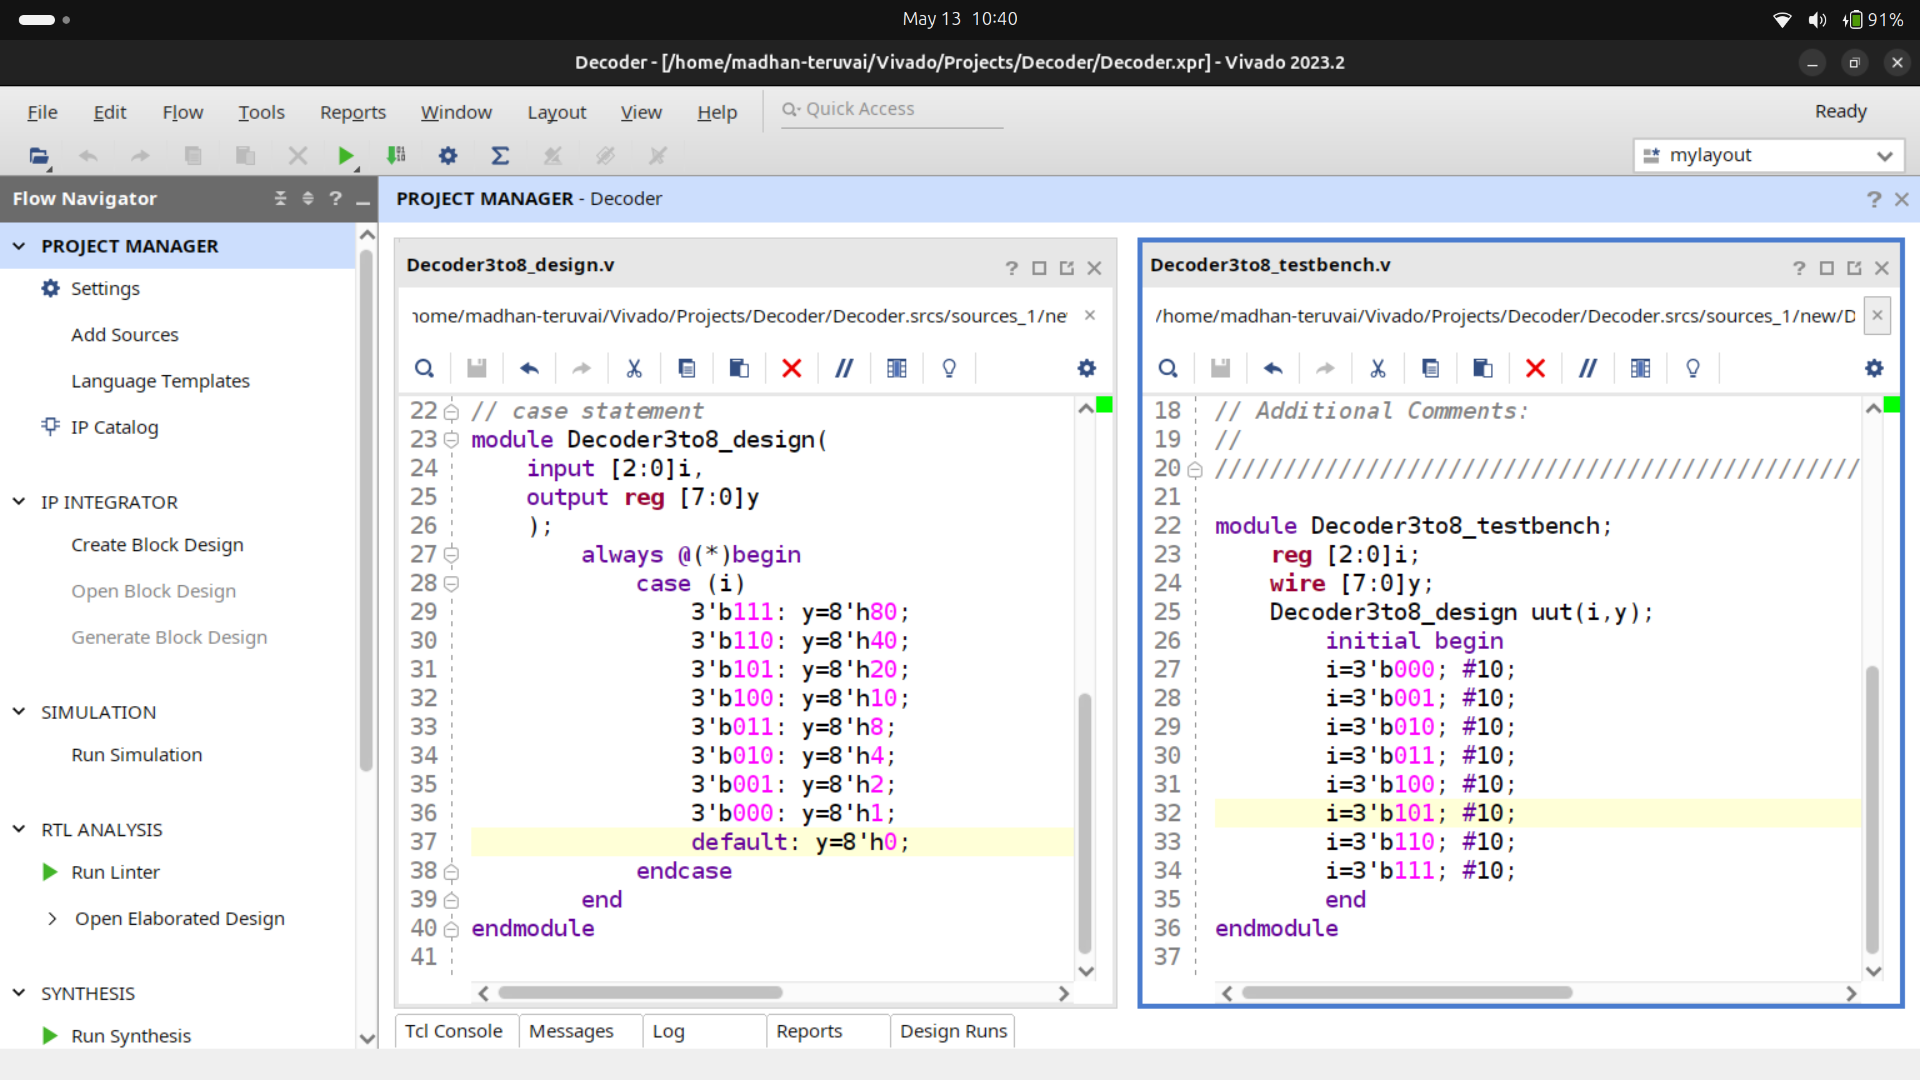 May 13 10:40
91%
Decoder - [/home/madhan-teruvai/Vivado/Projects/Decoder/Decoder.xpr] - Vivado 2023.2
File Edit Flow Tools Reports Window Layout View Help Quick Access Ready
mylayout
Flow Navigator
PROJECT MANAGER
Settings
Add Sources
Language Templates
IP Catalog
IP INTEGRATOR
Create Block Design
Open Block Design
Generate Block Design
SIMULATION
Run Simulation
RTL ANALYSIS
Run Linter
Open Elaborated Design
SYNTHESIS
Run Synthesis
PROJECT MANAGER - Decoder
Decoder3to8_design.v
home/madhan-teruvai/Vivado/Projects/Decoder/Decoder.srcs/sources_1/ne
22 // case statement
23 module Decoder3to8_design(
24 input [2:0]i,
25 output reg [7:0]y
26 );
27 always @(*)begin
28 case (i)
29 3'b111: y=8'h80;
30 3'b110: y=8'h40;
31 3'b101: y=8'h20;
32 3'b100: y=8'h10;
33 3'b011: y=8'h8;
34 3'b010: y=8'h4;
35 3'b001: y=8'h2;
36 3'b000: y=8'h1;
37 default: y=8'h0;
38 endcase
39 end
40 endmodule
41
Decoder3to8_testbench.v
/home/madhan-teruvai/Vivado/Projects/Decoder/Decoder.srcs/sources_1/new/D
18 // Additional Comments:
19 //
20 ///////////////////////////////////////////////
21
22 module Decoder3to8_testbench;
23 reg [2:0]i;
24 wire [7:0]y;
25 Decoder3to8_design uut(i,y);
26 initial begin
27 i=3'b000; #10;
28 i=3'b001; #10;
29 i=3'b010; #10;
30 i=3'b011; #10;
31 i=3'b100; #10;
32 i=3'b101; #10;
33 i=3'b110; #10;
34 i=3'b111; #10;
35 end
36 endmodule
37
Tcl Console Messages Log Reports Design Runs